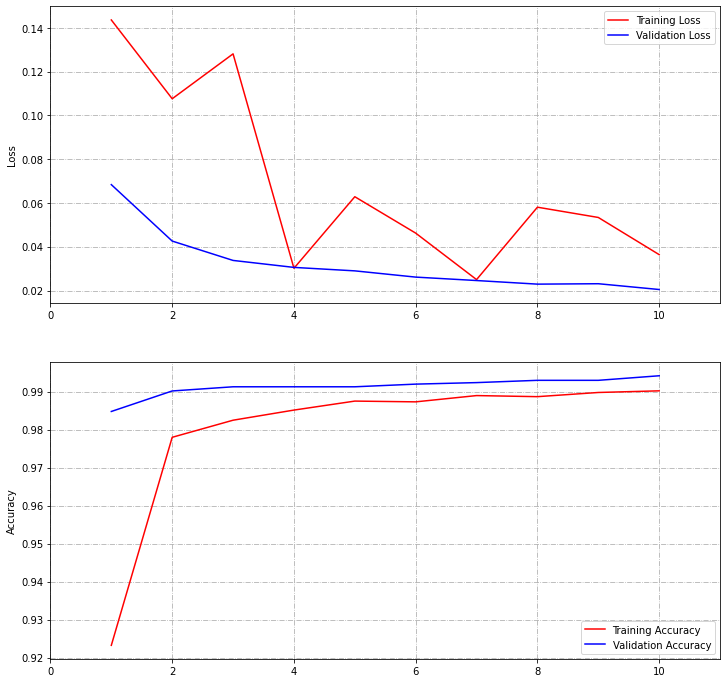 0.14
0.12
0.10
0.08
0.06
0.04
0.02
Loss
Training Loss
Validation Loss
0 2 4 6 8 10
0.99
0.98
0.97
0.96
0.95
0.94
0.93
0.92
Accuracy
Training Accuracy
Validation Accuracy
0 2 4 6 8 10